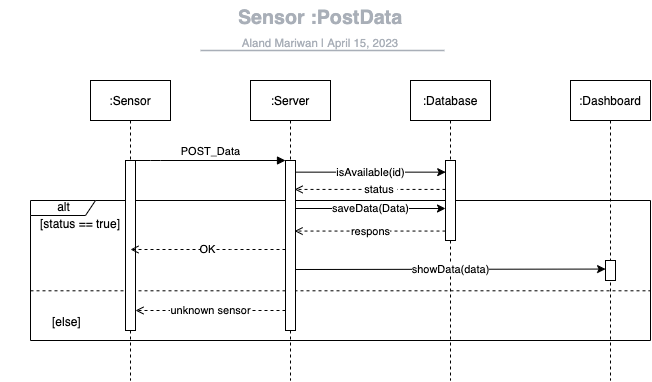 Sensor :PostData
Aland Mariwan | April 15, 2023
:Sensor
:Server
:Database
:Dashboard
POST_Data
isAvailable(id)
status
alt
saveData(Data)
[status == true]
respons
OK
showData(data)
unknown sensor
[else]